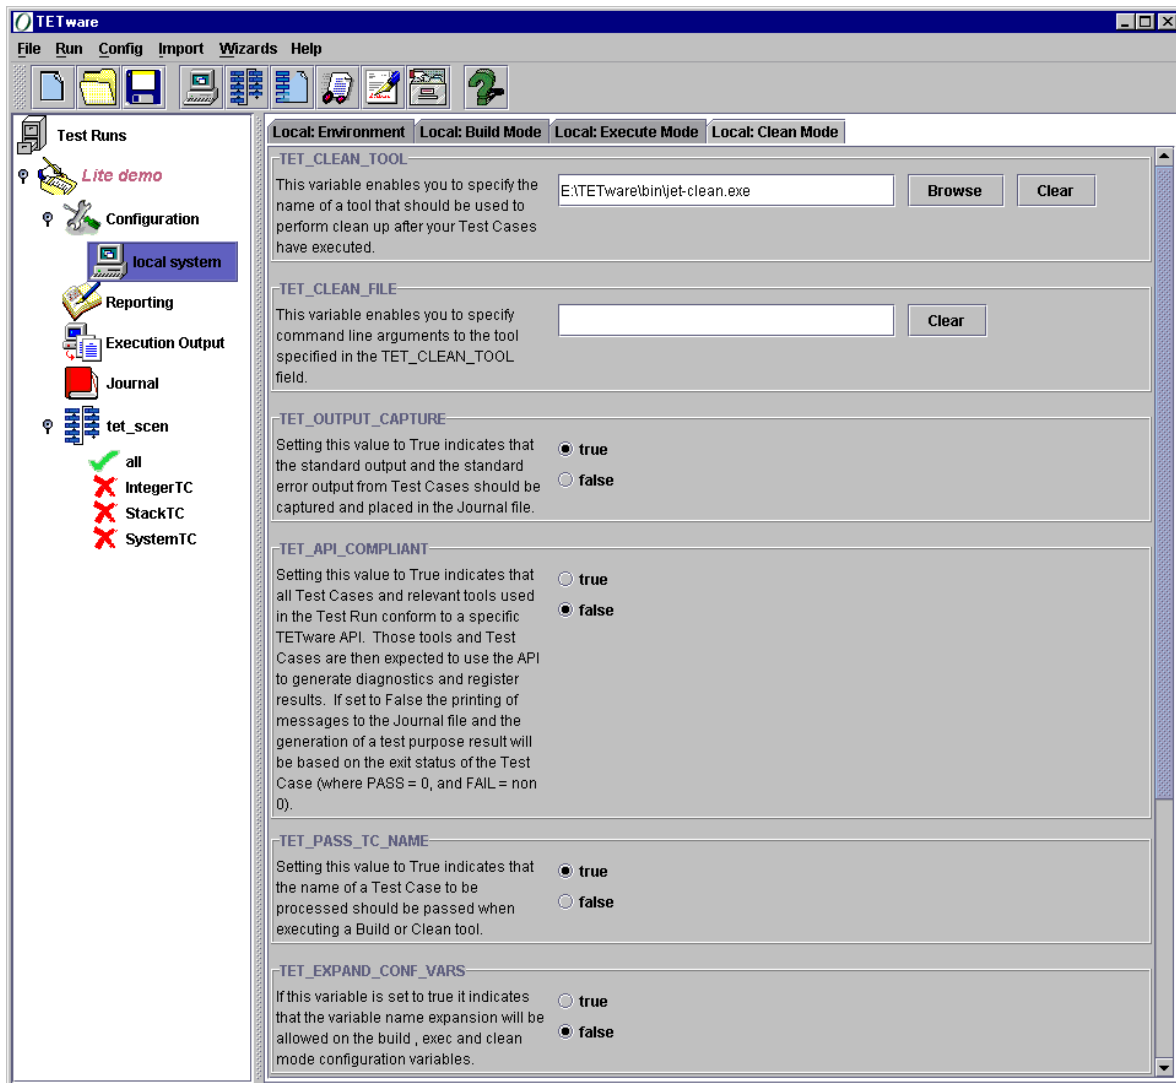 TETware
File Run Config Import Wizards Help
Test Runs
Lite demo
Configuration
local system
Reporting
Execution Output
Journal
tet_scen
all
IntegerTC
StackTC
SystemTC
Local: Environment Local: Build Mode Local: Execute Mode Local: Clean Mode
TET_CLEAN_TOOL
This variable enables you to specify the
name of a tool that should be used to
perform clean up after your Test Cases
have executed.
E:\TETware\bin\jet-clean.exe
Browse
Clear
TET_CLEAN_FILE
This variable enables you to specify
command line arguments to the tool
specified in the TET_CLEAN_TOOL
field.
Clear
TET_OUTPUT_CAPTURE
Setting this value to True indicates that
the standard output and the standard
error output from Test Cases should be
captured and placed in the Journal file.
true
false
TET_API_COMPLIANT
Setting this value to True indicates that
all Test Cases and relevant tools used
in the Test Run conform to a specific
TETware API. Those tools and Test
Cases are then expected to use the API
to generate diagnostics and register
results. If set to False the printing of
messages to the Journal file and the
generation of a test purpose result will
be based on the exit status of the Test
Case (where PASS = 0, and FAIL = non
0).
true
false
TET_PASS_TC_NAME
Setting this value to True indicates that
the name of a Test Case to be
processed should be passed when
executing a Build or Clean tool.
true
false
TET_EXPAND_CONF_VARS
If this variable is set to true it indicates
that the variable name expansion will be
allowed on the build , exec and clean
mode configuration variables.
true
false